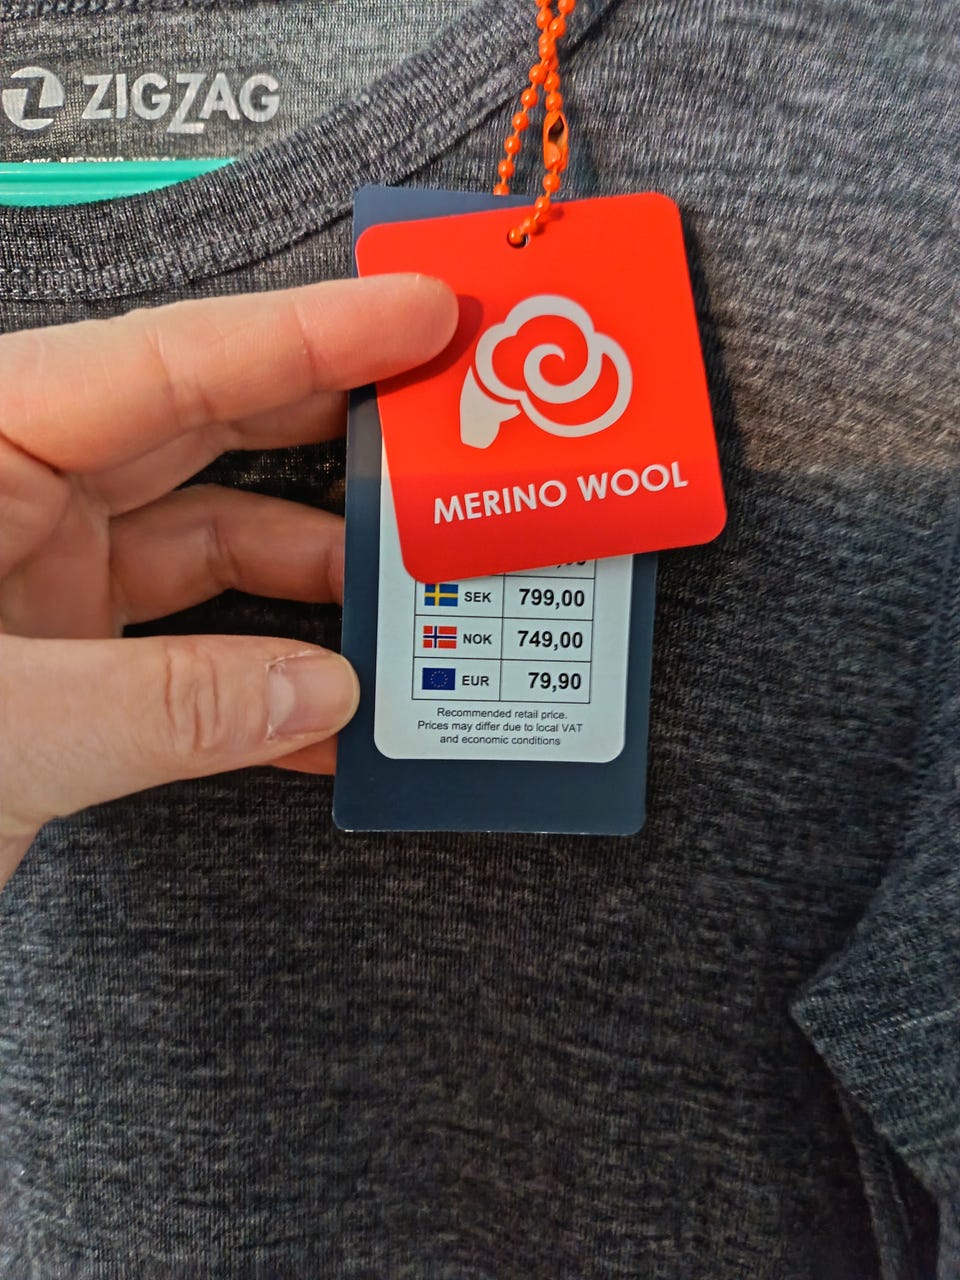 ZIGZAG
MERINO
MERINO WOOL
SEK 799,00
NOK 749,00
EUR 79,90
Recommended retail price.
Prices may differ due to local VAT
and economic conditions